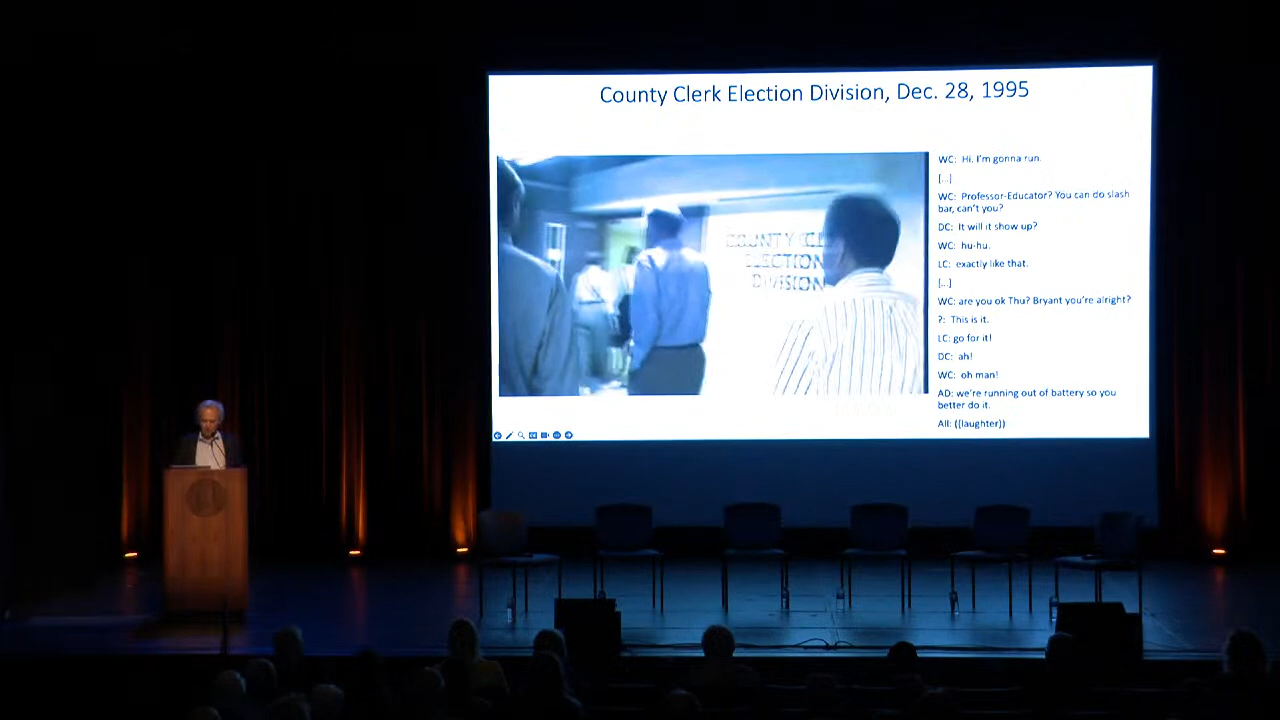 County Clerk Election Division, Dec. 28, 1995
COUNTY CLE
ELECTION
DIVISION
WC: Hi. I'm gonna run.
[...]
WC: Professor-Educator? You can do slash
bar, can't you?
DC: It will it show up?
WC: hu-hu.
LC: exactly like that.
[...]
WC: are you ok Thu? Bryant you're alright?
?: This is it.
LC: go for it!
DC: ah!
WC: oh man!
AD: we're running out of battery so you
better do it.
All: ((laughter))